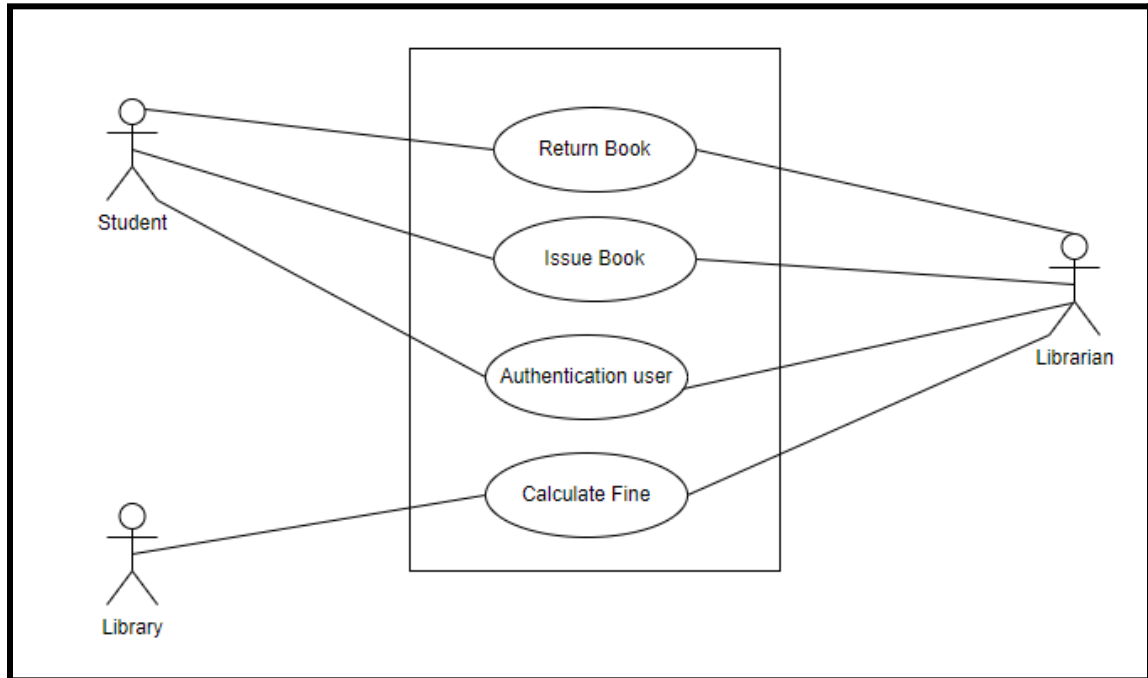 Return Book
Student
Issue Book
Librarian
Authentication user
Calculate Fine
Library